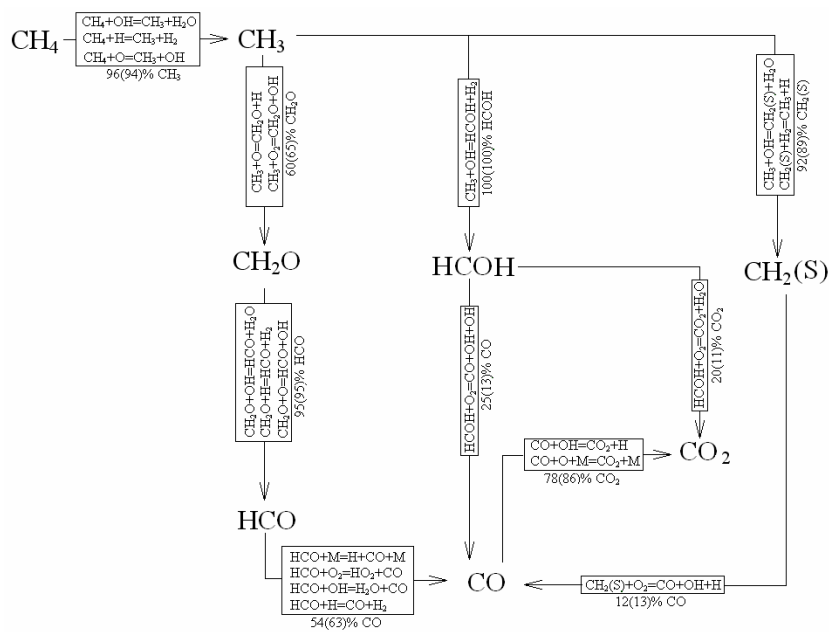 CH₄
CH₄+OH=CH₃+H₂O
CH₄+H=CH₃+H₂
CH₄+O=CH₃+OH
96(94)% CH₃
CH₃
CH₃+O=CH₂O+H
CH₃+O₂=CH₂O+OH
60(65)% CH₂O
CH₃+OH=HCOH+H₂
100(100)% HCOH
CH₃+OH=CH₂(S)+H₂O
CH₂(S)+H₂=CH₃+H
92(89)% CH₂(S)
CH₂O
HCOH
CH₂(S)
CH₂O+OH=HCO+H₂O
CH₂O+H=HCO+H₂
CH₂O+O=HCO+OH
95(95)% HCO
HCOH+O₂=CO+OH+OH
25(13)% CO
HCOH+O₂=CO₂+H₂O
20(11)% CO₂
CO+OH=CO₂+H
CO+O+M=CO₂+M
78(86)% CO₂
CO₂
HCO
HCO+M=H+CO+M
HCO+O₂=HO₂+CO
HCO+OH=H₂O+CO
HCO+H=CO+H₂
54(63)% CO
CO
CH₂(S)+O₂=CO+OH+H
12(13)% CO